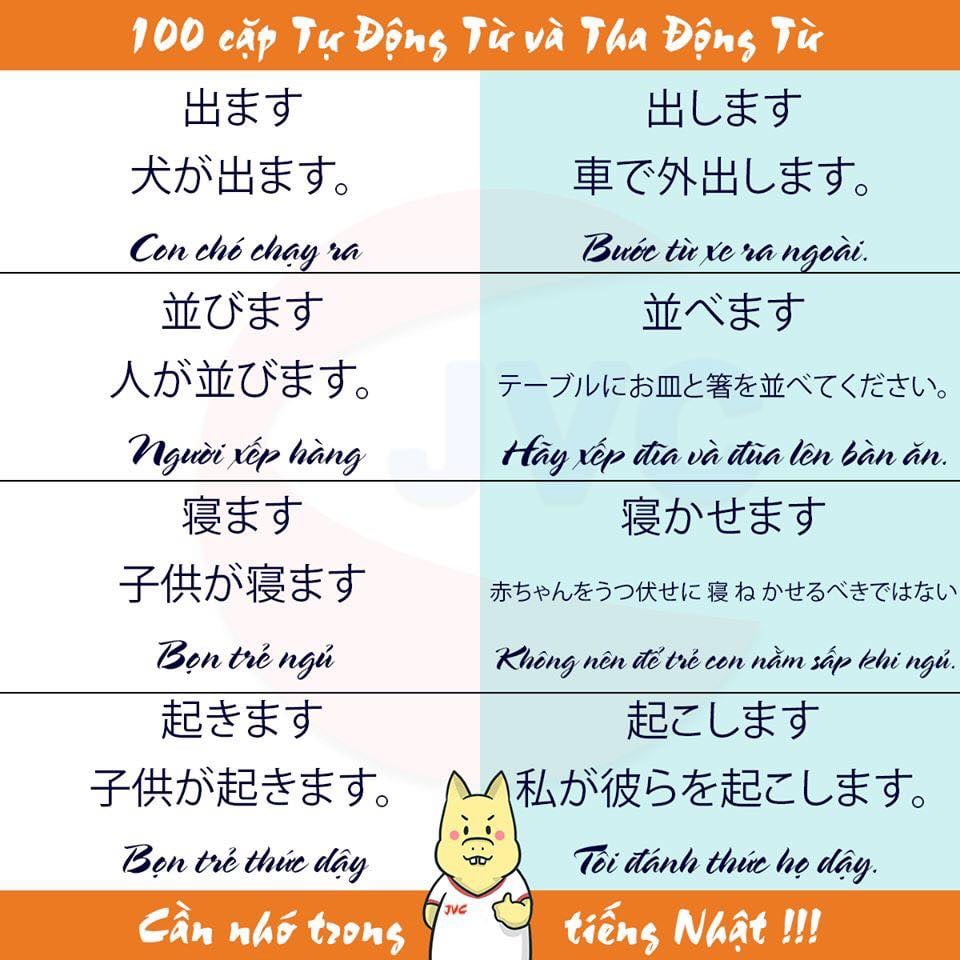 100 cặp Tự Động Từ và Tha Động Từ
出ます
犬が出ます。
Con chó chạy ra
出します
車で外出します。
Bước từ xe ra ngoài.
並びます
人が並びます。
Người xếp hàng
並べます
テーブルにお皿と箸を並べてください。
Hãy xếp đĩa và đũa lên bàn ăn.
寝ます
子供が寝ます
Bọn trẻ ngủ
寝かせます
赤ちゃんをうつ伏せに 寝 ね かせるべきではない
Không nên để trẻ con nằm sấp khi ngủ.
起きます
子供が起きます。
Bọn trẻ thức dậy
起こします
私が彼らを起こします。
Tôi đánh thức họ dậy.
JVC
JVC
Cần nhớ trong tiếng Nhật !!!